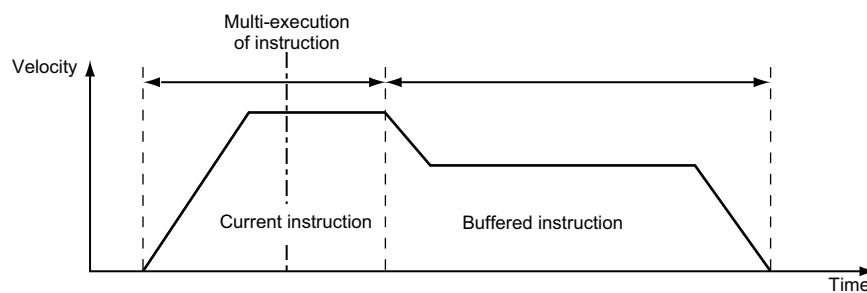 Multi-execution
of instruction
Velocity
Current instruction
Buffered instruction
Time